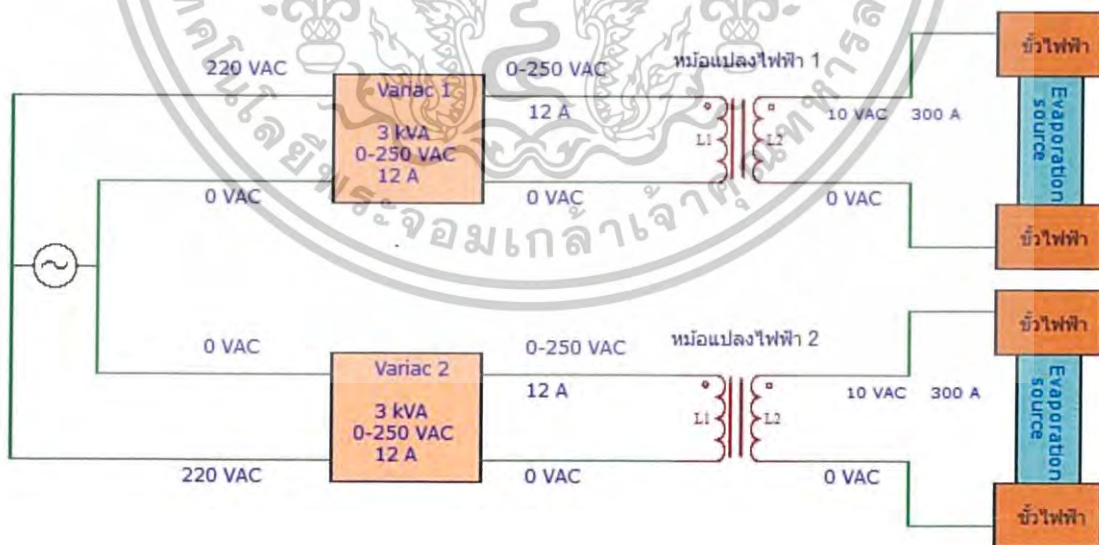 220 VAC
Variac 1
3 kVA
0-250 VAC
12 A
0 VAC
0-250 VAC
12 A
0 VAC
หม้อแปลงไฟฟ้า 1
L1
L2
10 VAC 300 A
0 VAC
ขั้วไฟฟ้า
Evaporation
source
ขั้วไฟฟ้า
0 VAC
Variac 2
3 kVA
0-250 VAC
12 A
220 VAC
0-250 VAC
12 A
0 VAC
หม้อแปลงไฟฟ้า 2
L1
L2
10 VAC 300 A
0 VAC
ขั้วไฟฟ้า
Evaporation
source
ขั้วไฟฟ้า